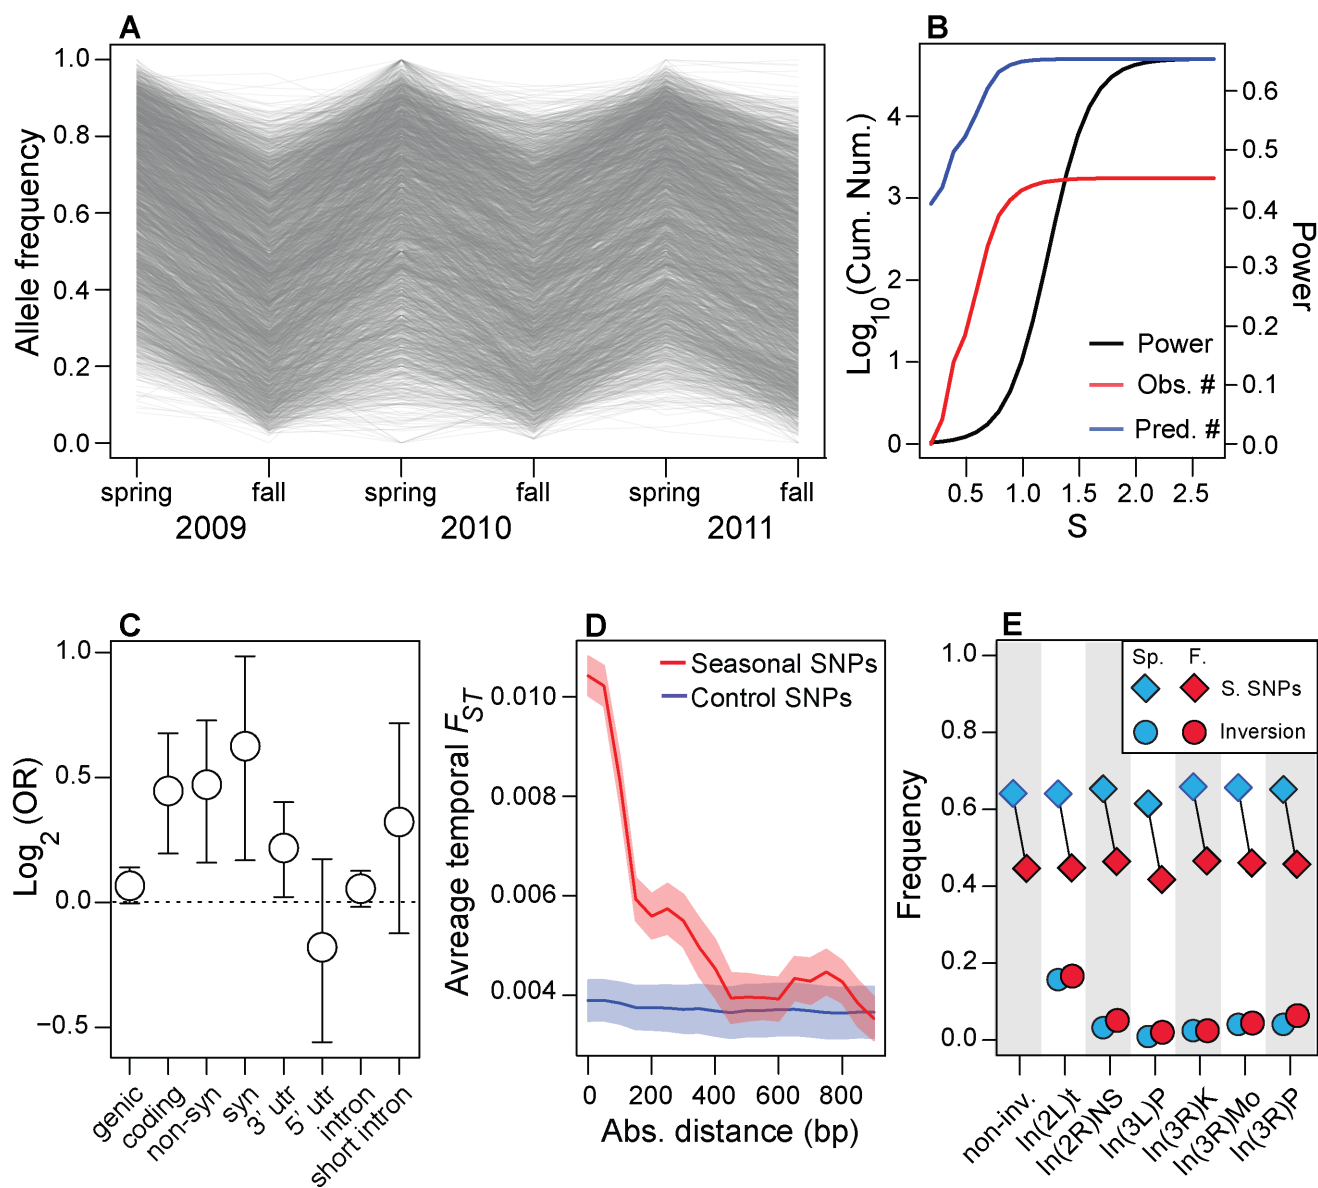 A
Allele frequency
1.0
0.8
0.6
0.4
0.2
0.0
spring
fall
spring
fall
spring
fall
2009
2010
2011
B
Log10(Cum. Num.)
4
3
2
1
0
0.6
0.5
0.4
0.3
0.2
0.1
0.0
Power
Power
Obs. #
Pred. #
0.5
1.0
1.5
2.0
2.5
S
C
Log2 (OR)
1.0
0.5
0.0
−0.5
genic
coding
non-syn
syn
3' utr
5' utr
intron
short intron
D
Avreage temporal FST
0.010
0.008
0.006
0.004
Seasonal SNPs
Control SNPs
0
200
400
600
800
Abs. distance (bp)
E
Frequency
1.0
0.8
0.6
0.4
0.2
0.0
Sp. F.
S. SNPs
Inversion
non-inv.
In(2L)t
In(2R)NS
In(3L)P
In(3R)K
In(3R)Mo
In(3R)P